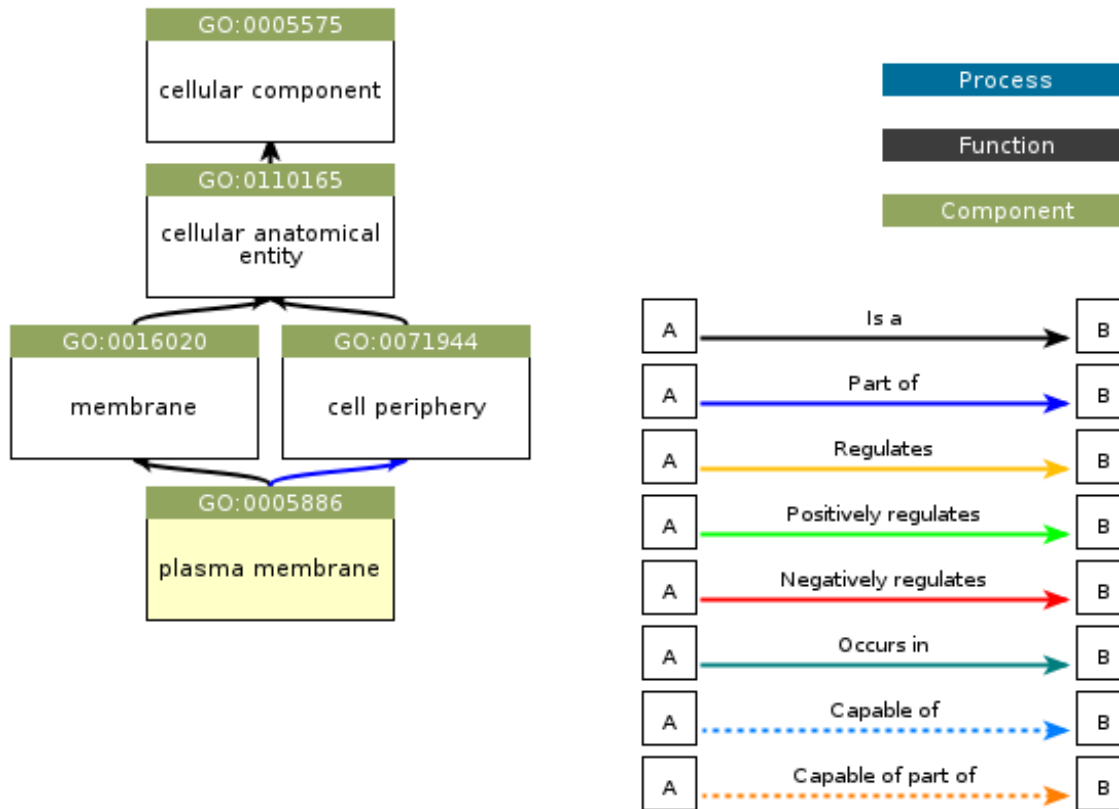 GO:0005575
cellular component
GO:0110165
cellular anatomical
entity
GO:0016020
membrane
GO:0071944
cell periphery
GO:0005886
plasma membrane
Process
Function
Component
A Is a B
A Part of B
A Regulates B
A Positively regulates B
A Negatively regulates B
A Occurs in B
A Capable of B
A Capable of part of B